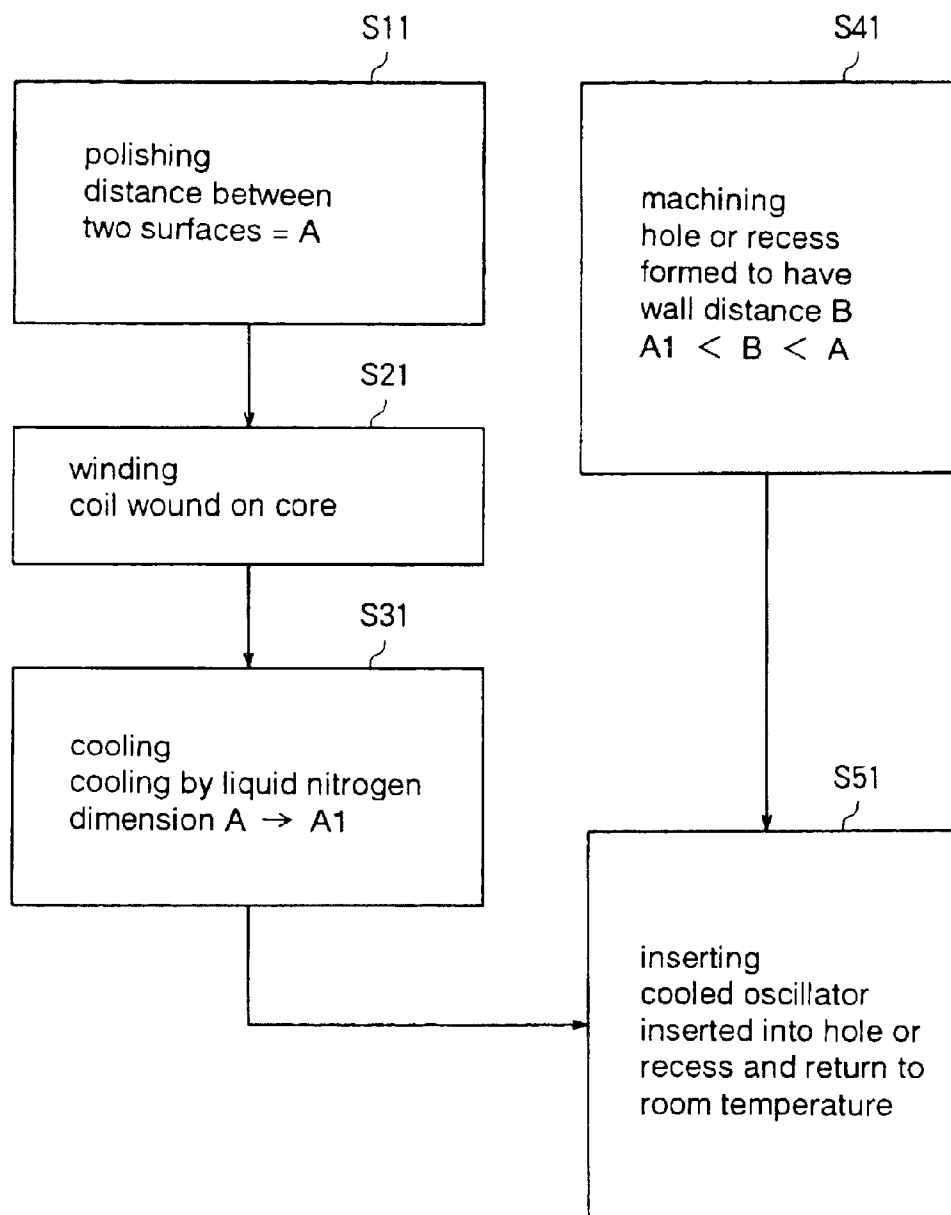 S11
polishing
distance between
two surfaces = A
S21
winding
coil wound on core
S31
cooling
cooling by liquid nitrogen
dimension A → A1
S41
machining
hole or recess
formed to have
wall distance B
A1 < B < A
S51
inserting
cooled oscillator
inserted into hole or
recess and return to
room temperature